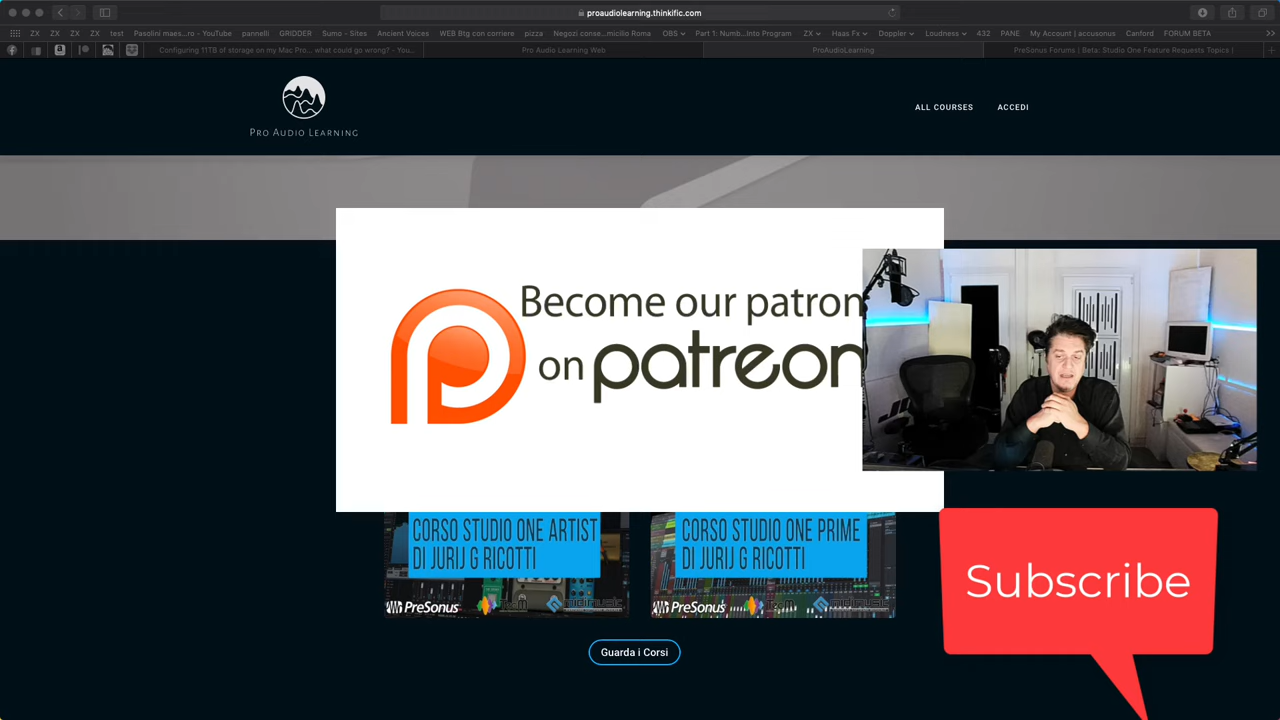 proaudiolearning.thinkific.com
ZX ZX ZX ZX test Pasolini maes...ro - YouTube pannelli GRIDDER Sumo - Sites Ancient Voices WEB Btg con corriere pizza Negozi conse...micilio Roma OBS Part 1: Numb...Into Program ZX Haas Fx Doppler Loudness 432 PANE My Account | accusonus Canford FORUM BETA
Configuring 11TB of storage on my Mac Pro... what could go wrong? - You... Pro Audio Learning Web ProAudioLearning PreSonus Forums | Beta: Studio One Feature Requests Topics |
PRO AUDIO LEARNING
ALL COURSES ACCEDI
Become our patron
on patreon
CORSO STUDIO ONE ARTIST
DI JURIJ G RICOTTI
PreSonus midimusic
CORSO STUDIO ONE PRIME
DI JURIJ G RICOTTI
PreSonus midimusic
Subscribe
Guarda i Corsi